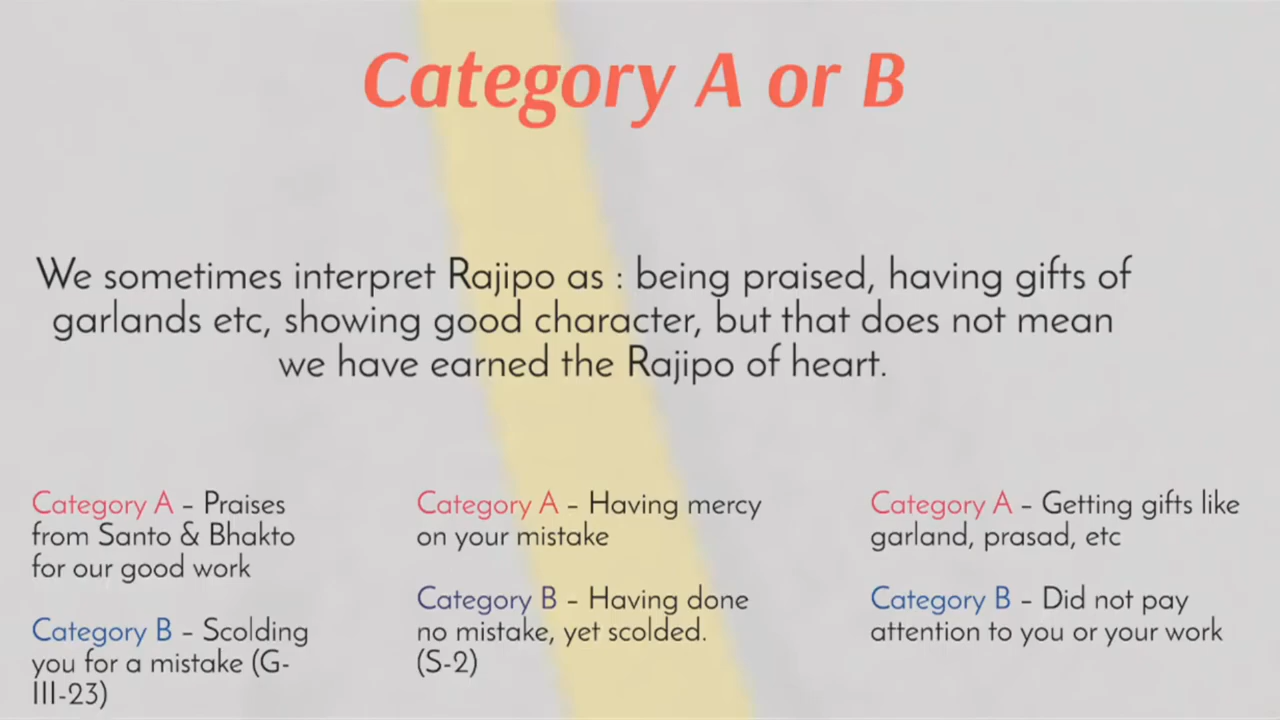 Category A or B
We sometimes interpret Rajipo as : being praised, having gifts of
garlands etc, showing good character, but that does not mean
we have earned the Rajipo of heart.
Category A – Praises
from Santo & Bhakto
for our good work
Category B – Scolding
you for a mistake (G-
III-23)
Category A – Having mercy
on your mistake
Category B – Having done
no mistake, yet scolded.
(S-2)
Category A – Getting gifts like
garland, prasad, etc
Category B – Did not pay
attention to you or your work